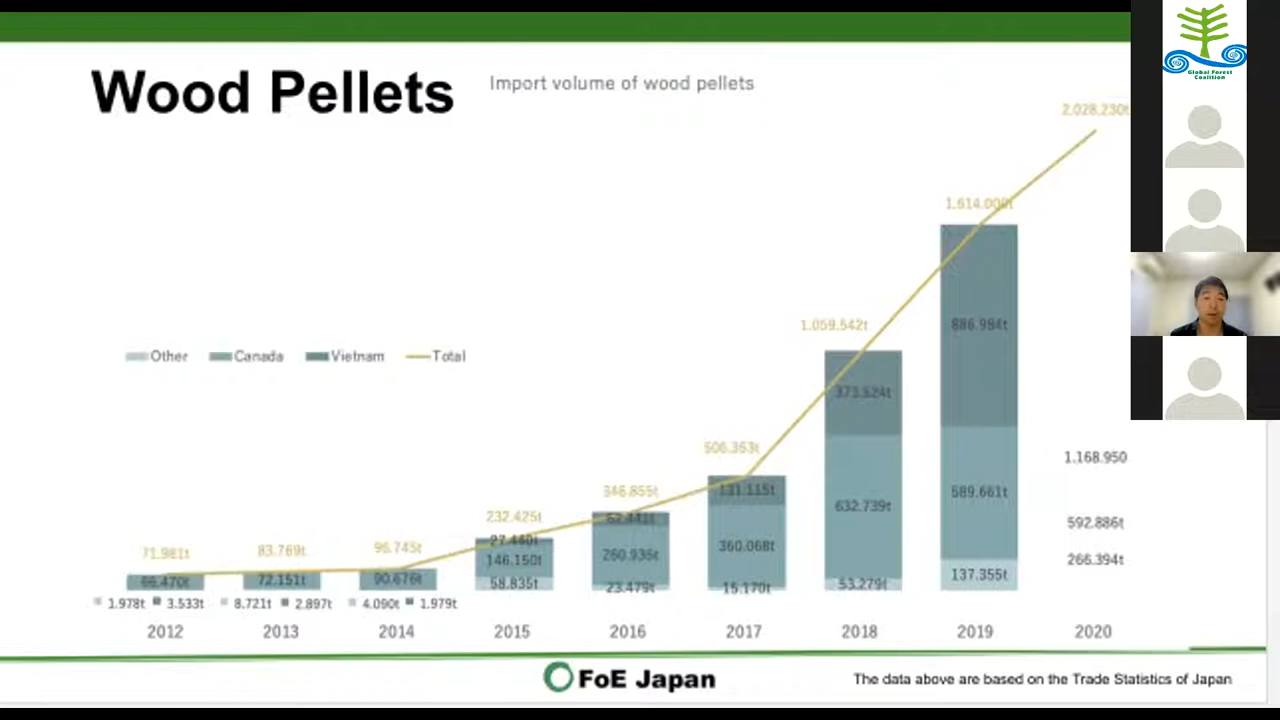 Wood Pellets
Import volume of wood pellets
Global Forest
Coalition
2,028,230t
1.614.000t
1.059.542t
506.353t
346.855t
232.425t
96.745t
83.769t
71.981t
Other Canada Vietnam Total
886.984t
373.524t
131.115t
62.441t
27.440t
1.168.950
589.661t
632.739t
360.068t
260.936t
146.150t
90.676t
72.151t
66.470t
592.886t
266.394t
137.355t
53.279t
15.170t
23.479t
58.835t
1.978t 3.533t 8.721t 2.897t 4.090t 1.979t
2012 2013 2014 2015 2016 2017 2018 2019 2020
FoE Japan
The data above are based on the Trade Statistics of Japan